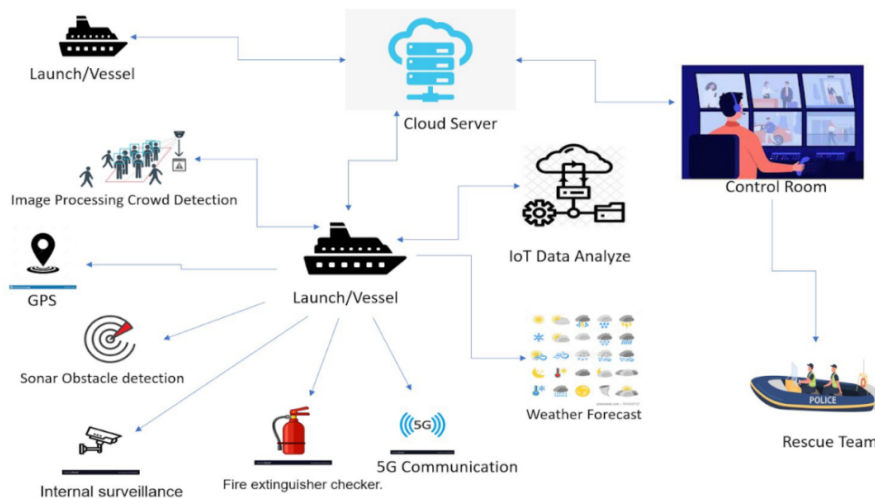 Launch/Vessel
Cloud Server
Control Room
Image Processing Crowd Detection
IoT Data Analyze
GPS
Launch/Vessel
Sonar Obstacle detection
Weather Forecast
POLICE
Rescue Team
5G
Internal surveillance
Fire extinguisher checker.
5G Communication